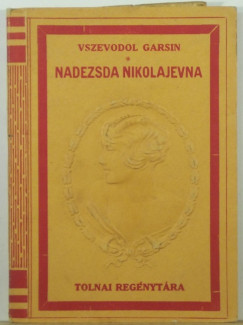 VSZEVODOL GARSIN
NADEZSDA NIKOLAJEVNA
TOLNAI REGÉNYTÁRA